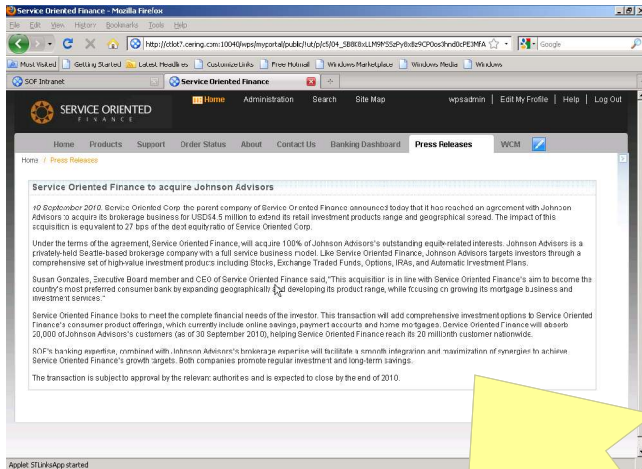 Service Oriented Finance - Mozilla Firefox
File Edit View History Bookmarks Tools Help
Google
Most Visited Getting Started Latest Headlines Customize Links Free Hotmail Windows Marketplace Windows Media Windows
SOF Intranet Service Oriented Finance
Home Administration Search Site Map wpsadmin | Edit My Profile | Help | Log Out
SERVICE ORIENTED
FINANCE
Home Products Support Order Status About Contact Us Banking Dashboard Press Releases WCM
Home / Press Releases
Service Oriented Finance to acquire Johnson Advisors
10 September 2010. Service Oriented Corp. the parent company of Service Oriented Finance announced today that it has reached an agreement with Johnson
Advisors to acquire its brokerage business for USD$4.5 million to extend its retail investment products range and geographical spread. The impact of this
acquisition is equivalent to 27 bps of the debt equity ratio of Service Oriented Corp.
Under the terms of the agreement, Service Oriented Finance, will acquire 100% of Johnson Advisors's outstanding equity-related interests. Johnson Advisors is a
privately-held Seattle-based brokerage company with a full service business model. Like Service Oriented Finance, Johnson Advisors targets investors through a
comprehensive set of high-value investment products including Stocks, Exchange Traded Funds, Options, IRAs, and Automatic Investment Plans.
Susan Gonzales, Executive Board member and CEO of Service Oriented Finance said, "This acquisition is in line with Service Oriented Finance's aim to become the
country's most preferred consumer bank by expanding geographically and developing its product range, while focusing on growing its mortgage business and
investment services."
Service Oriented Finance looks to meet the complete financial needs of the investor. This transaction will add comprehensive investment options to Service Oriented
Finance's consumer product offerings, which currently include online savings, payment accounts and home mortgages. Service Oriented Finance will absorb
20,000 of Johnson Advisors's customers (as of 30 September 2010), helping Service Oriented Finance reach its 20 millionth customer nationwide.
SOF's banking expertise, combined with Johnson Advisors's brokerage expertise will facilitate a smooth integration and maximization of synergies to achieve
Service Oriented Finance's growth targets. Both companies promote regular investment and long-term savings.
The transaction is subject to approval by the relevant authorities and is expected to close by the end of 2010.
Applet STLinksApp started